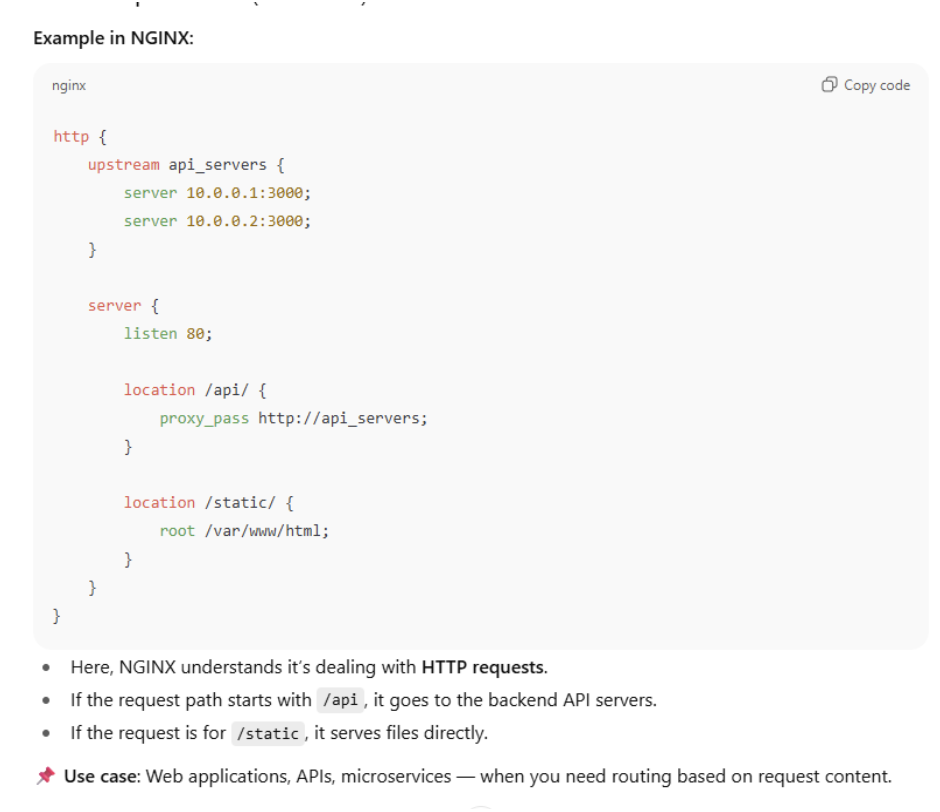 Example in NGINX:
nginx
Copy code
http {
    upstream api_servers {
        server 10.0.0.1:3000;
        server 10.0.0.2:3000;
    }

    server {
        listen 80;

        location /api/ {
            proxy_pass http://api_servers;
        }

        location /static/ {
            root /var/www/html;
        }
    }
}
• Here, NGINX understands it’s dealing with HTTP requests.
• If the request path starts with /api, it goes to the backend API servers.
• If the request is for /static, it serves files directly.
📌 Use case: Web applications, APIs, microservices — when you need routing based on request content.